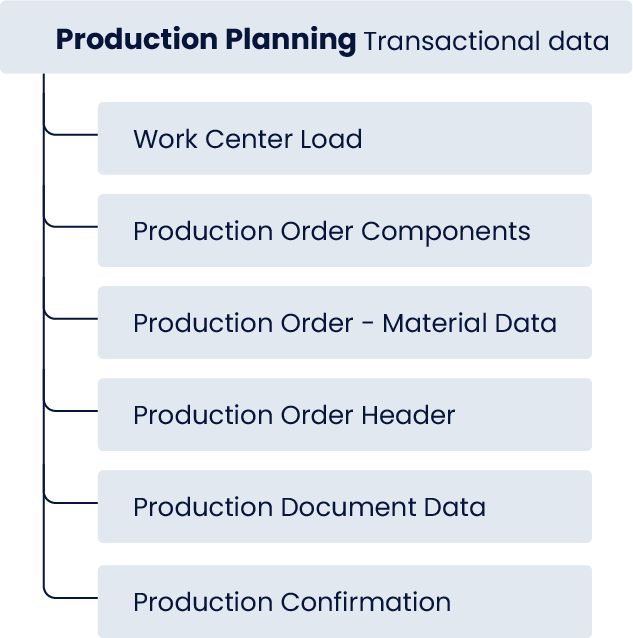 Production Planning Transactional data
Work Center Load
Production Order Components
Production Order - Material Data
Production Order Header
Production Document Data
Production Confirmation